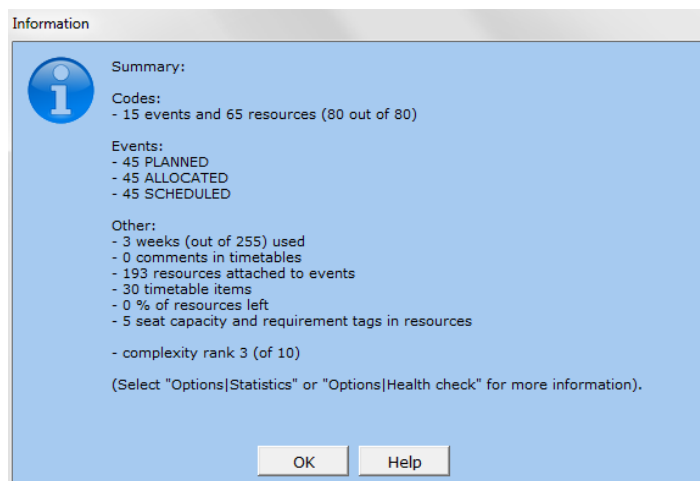 Information
Summary:
Codes:
- 15 events and 65 resources (80 out of 80)
Events:
- 45 PLANNED
- 45 ALLOCATED
- 45 SCHEDULED
Other:
- 3 weeks (out of 255) used
- 0 comments in timetables
- 193 resources attached to events
- 30 timetable items
- 0 % of resources left
- 5 seat capacity and requirement tags in resources
- complexity rank 3 (of 10)
(Select "Options|Statistics" or "Options|Health check" for more information).
OK Help